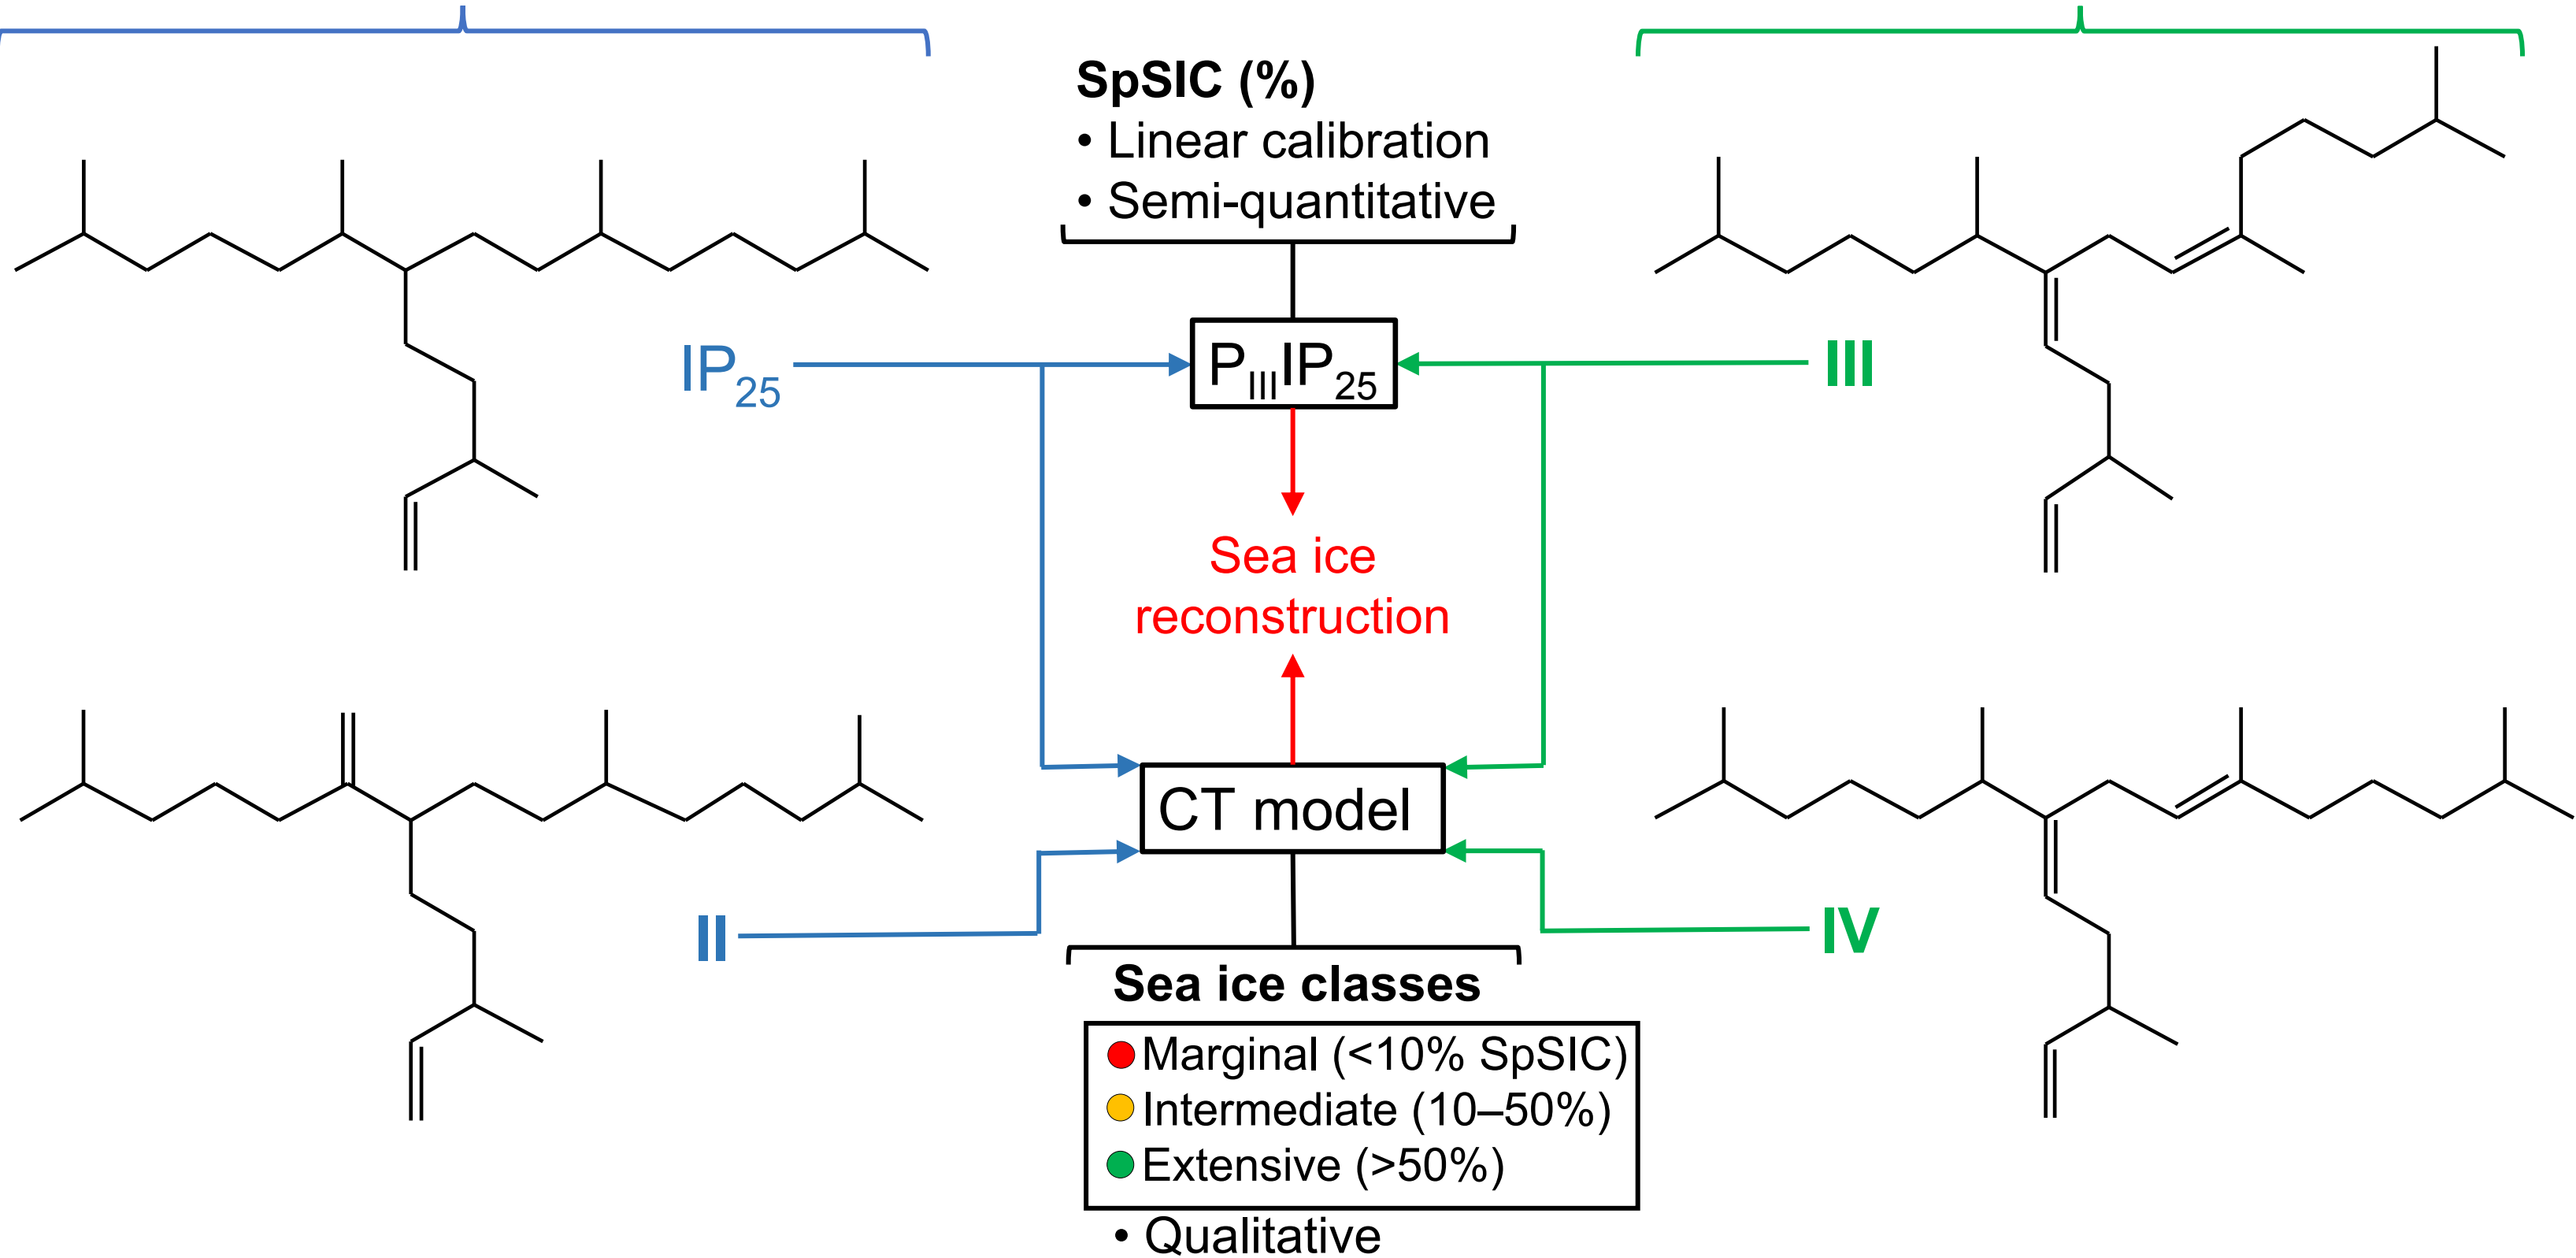 SpSIC (%)
• Linear calibration
• Semi-quantitative
IP25
PIIIIP25
III
Sea ice
reconstruction
CT model
II
IV
Sea ice classes
Marginal (<10% SpSIC)
Intermediate (10–50%)
Extensive (>50%)
• Qualitative